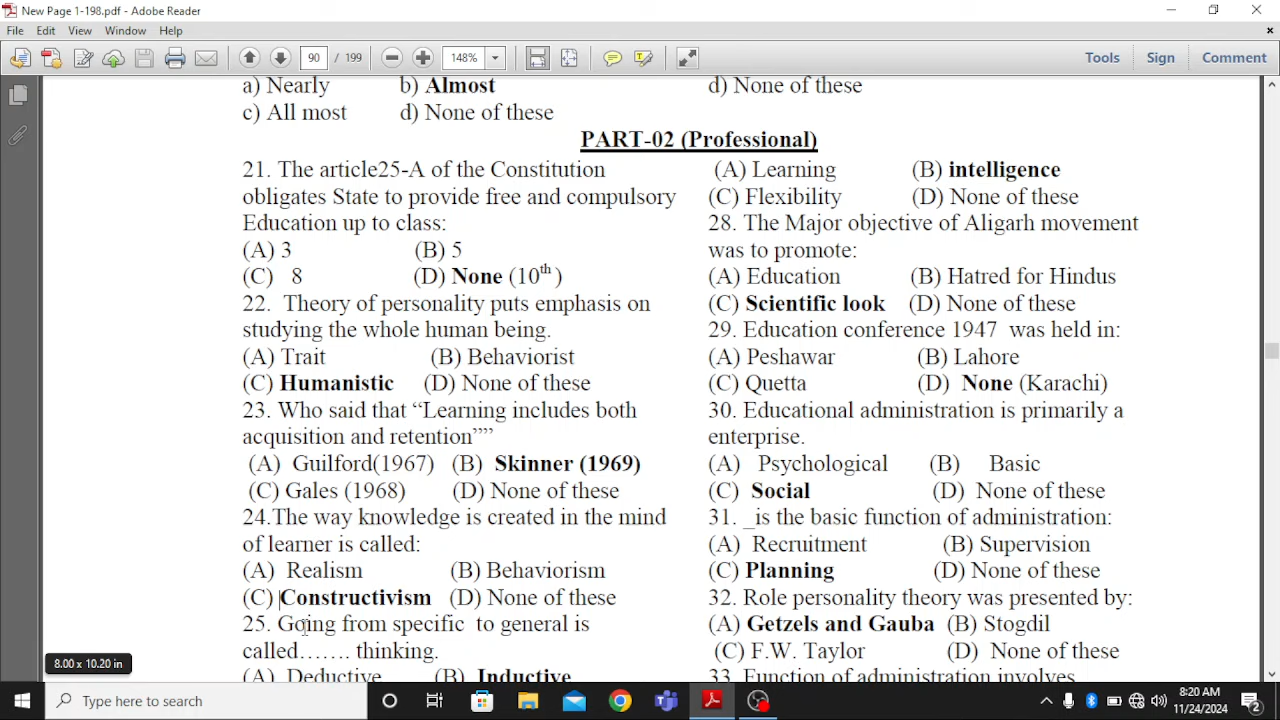 New Page 1-198.pdf - Adobe Reader
File Edit View Window Help
90 / 199 148% Tools Sign Comment
a) Nearly b) Almost
c) All most d) None of these
d) None of these
PART-02 (Professional)
21. The article25-A of the Constitution
obligates State to provide free and compulsory
Education up to class:
(A) 3 (B) 5
(C) 8 (D) None (10th )
22. Theory of personality puts emphasis on
studying the whole human being.
(A) Trait (B) Behaviorist
(C) Humanistic (D) None of these
23. Who said that “Learning includes both
acquisition and retention””
(A) Guilford(1967) (B) Skinner (1969)
(C) Gales (1968) (D) None of these
24.The way knowledge is created in the mind
of learner is called:
(A) Realism (B) Behaviorism
(C) Constructivism (D) None of these
25. Going from specific to general is
called……. thinking.
(A) Deductive (B) Inductive
(A) Learning (B) intelligence
(C) Flexibility (D) None of these
28. The Major objective of Aligarh movement
was to promote:
(A) Education (B) Hatred for Hindus
(C) Scientific look (D) None of these
29. Education conference 1947 was held in:
(A) Peshawar (B) Lahore
(C) Quetta (D) None (Karachi)
30. Educational administration is primarily a
enterprise.
(A) Psychological (B) Basic
(C) Social (D) None of these
31. _is the basic function of administration:
(A) Recruitment (B) Supervision
(C) Planning (D) None of these
32. Role personality theory was presented by:
(A) Getzels and Gauba (B) Stogdil
(C) F.W. Taylor (D) None of these
33. Function of administration involves
8.00 x 10.20 in
Type here to search
8:20 AM
11/24/2024
2